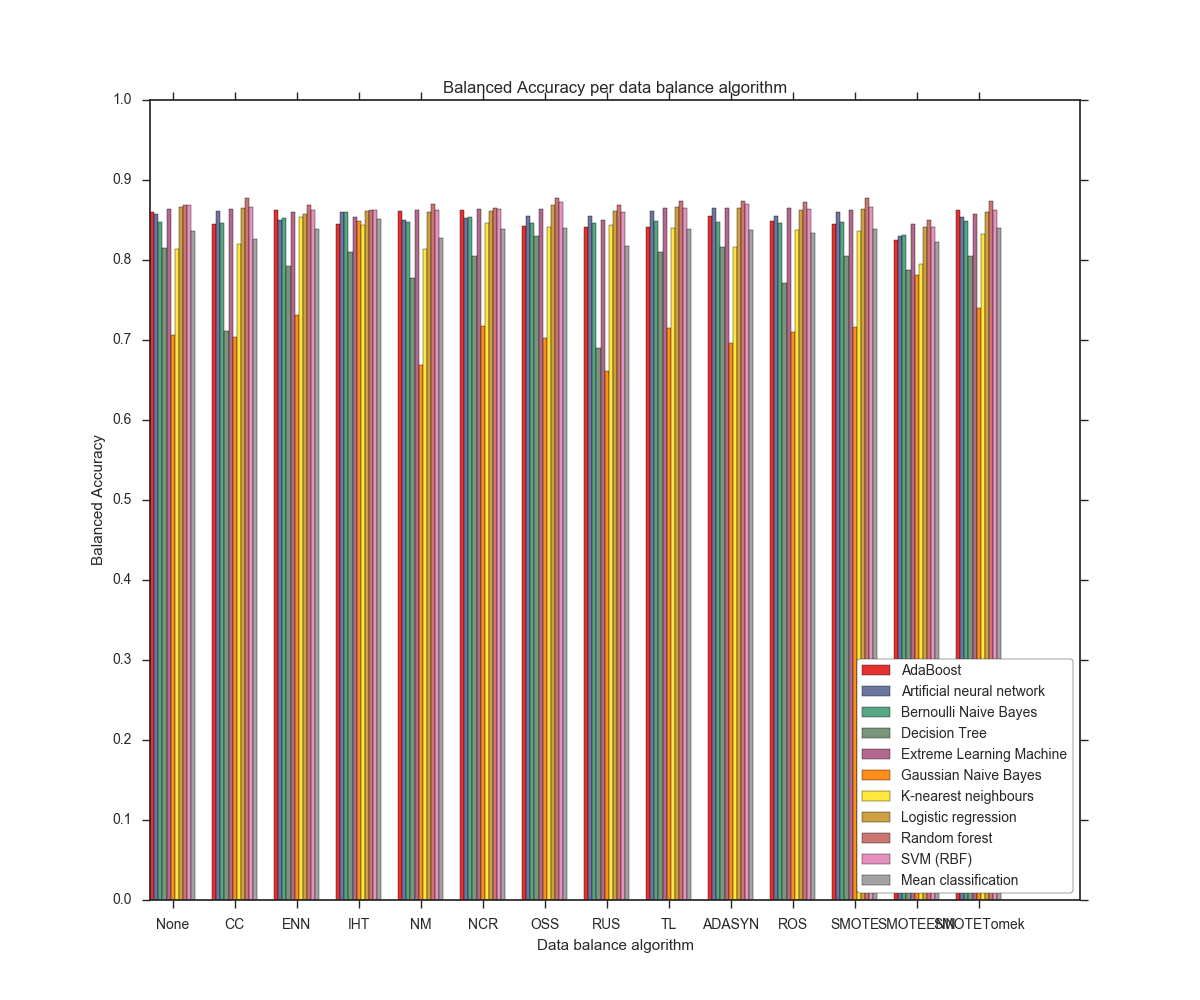 Balanced Accuracy per data balance algorithm
1.0
0.9
0.8
0.7
0.6
0.5
0.4
0.3
0.2
0.1
0.0
Balanced Accuracy
AdaBoost
Artificial neural network
Bernoulli Naive Bayes
Decision Tree
Extreme Learning Machine
Gaussian Naive Bayes
K-nearest neighbours
Logistic regression
Random forest
SVM (RBF)
Mean classification
None CC ENN IHT NM NCR OSS RUS TL ADASYN ROS SMOTE SMOTEENN SMOTETomek
Data balance algorithm